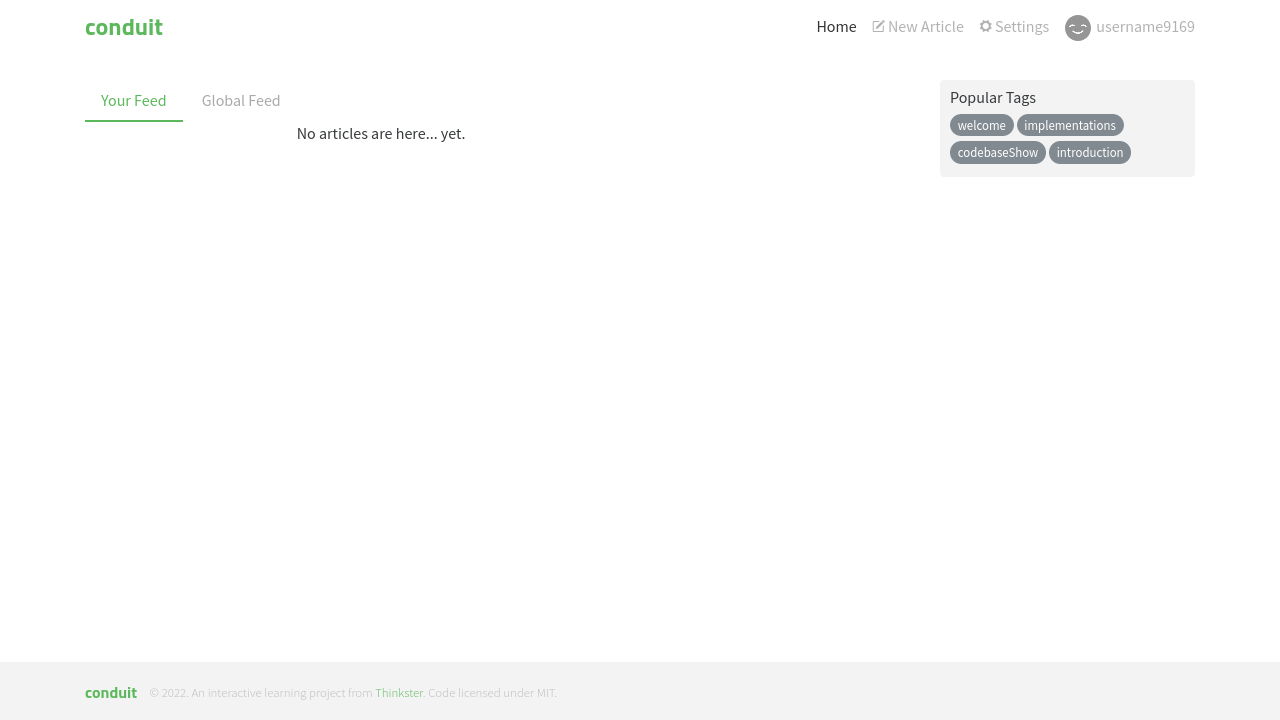 conduit
Home New Article Settings username9169
Your Feed Global Feed
No articles are here... yet.
Popular Tags
welcome implementations
codebaseShow introduction
conduit © 2022. An interactive learning project from Thinkster. Code licensed under MIT.